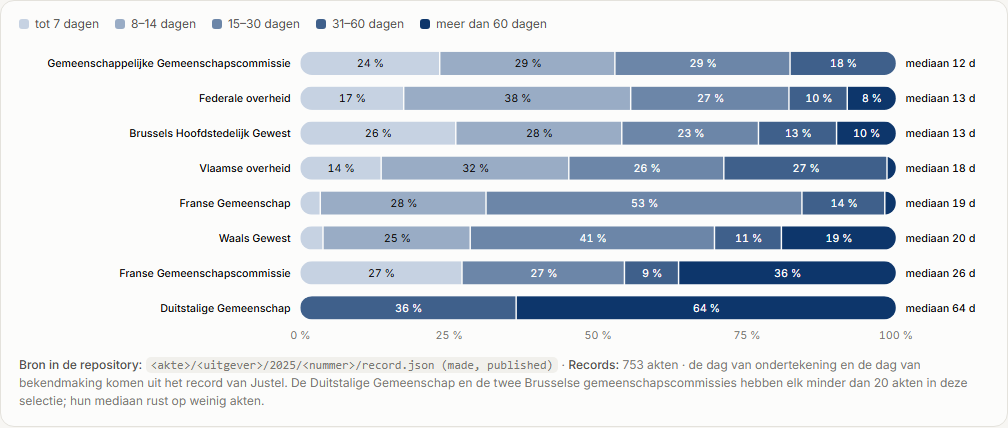 tot 7 dagen 8–14 dagen 15–30 dagen 31–60 dagen meer dan 60 dagen
Gemeenschappelijke Gemeenschapscommissie 24 % 29 % 29 % 18 % mediaan 12 d
Federale overheid 17 % 38 % 27 % 10 % 8 % mediaan 13 d
Brussels Hoofdstedelijk Gewest 26 % 28 % 23 % 13 % 10 % mediaan 13 d
Vlaamse overheid 14 % 32 % 26 % 27 % mediaan 18 d
Franse Gemeenschap 28 % 53 % 14 % mediaan 19 d
Waals Gewest 25 % 41 % 11 % 19 % mediaan 20 d
Franse Gemeenschapscommissie 27 % 27 % 9 % 36 % mediaan 26 d
Duitstalige Gemeenschap 36 % 64 % mediaan 64 d
0 % 25 % 50 % 75 % 100 %
Bron in de repository: <akte>/<uitgever>/2025/<nummer>/record.json (made, published) · Records: 753 akten · de dag van ondertekening en de dag van
bekendmaking komen uit het record van Justel. De Duitstalige Gemeenschap en de twee Brusselse gemeenschapscommissies hebben elk minder dan 20 akten in deze
selectie; hun mediaan rust op weinig akten.